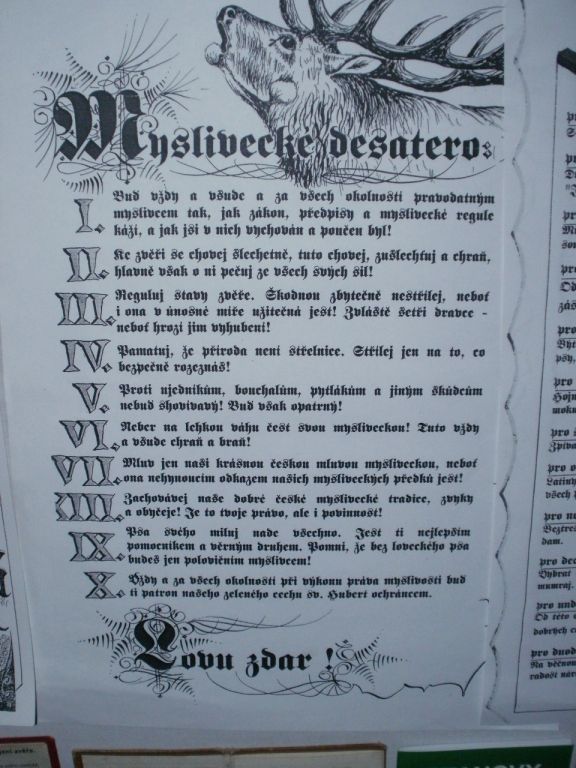 Myslivecké desatero:
I. Bud vždy a všude a za všech okolností pravodatným
myslivcem tak, jak zákon, předpisy a myslivecké regule
káží, a jak jsi v nich vychován a poučen byl!
II. Ke zvěři se chovej šlechetně, tuto chovej, zušlechtuj a chraň,
hlavně však o ni pečuj ze všech svých sil!
III. Reguluj stavy zvěře. Škodnou zbytečně nestřílej, neboť
i ona v únosné míře užitečná jest! Zvláště šetři dravce -
neboť hrozí jim vyhubení!
IV. Pamatuj, že příroda není střelnice. Střílej jen na to, co
bezpečně rozeznáš!
V. Proti ujedníkům, bouchalům, pytlákům a jiným škůdcům
nebuď shovívavý! Buď však opatrný!
VI. Neber na lehkou váhu čest svou mysliveckou! Tuto vždy
a všude chraň a braň!
VII. Mluv jen naší krásnou českou mluvou mysliveckou, neboť
ona nehynoucím odkazem našich mysliveckých předků jest!
VIII. Zachovávej naše dobré české myslivecké tradice, zvyky
a obyčeje! Je to tvoje právo, ale i povinnost!
IX. Psa svého miluj nade všechno. Jest ti nejlepším
pomocníkem a věrným druhem. Pomni, že bez loveckého psa
budeš jen polovičním myslivcem!
X. Vždy a za všech okolností při výkonu práva myslivosti buď
ti patron našeho zeleného cechu sv. Hubert ochráncem.
Lovu zdar !